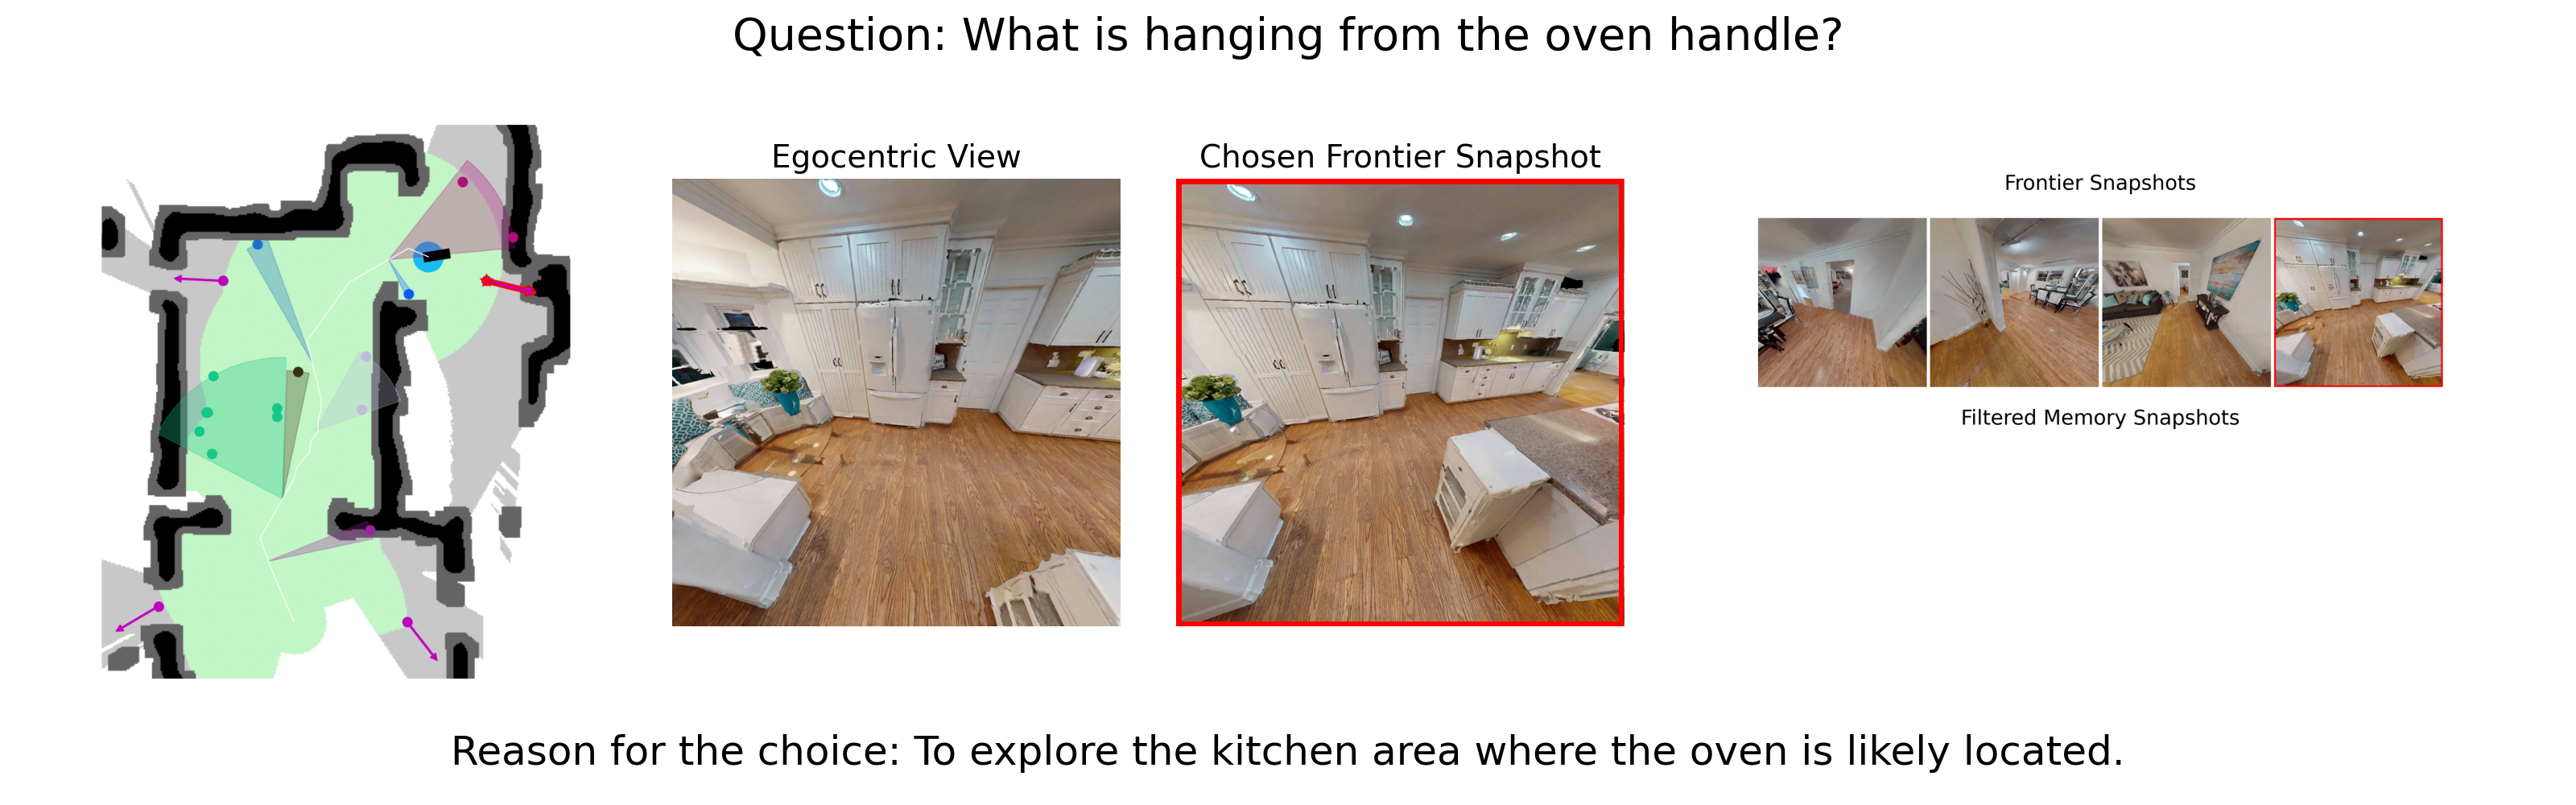 Question: What is hanging from the oven handle?
Egocentric View
Chosen Frontier Snapshot
Frontier Snapshots
Filtered Memory Snapshots
Reason for the choice: To explore the kitchen area where the oven is likely located.